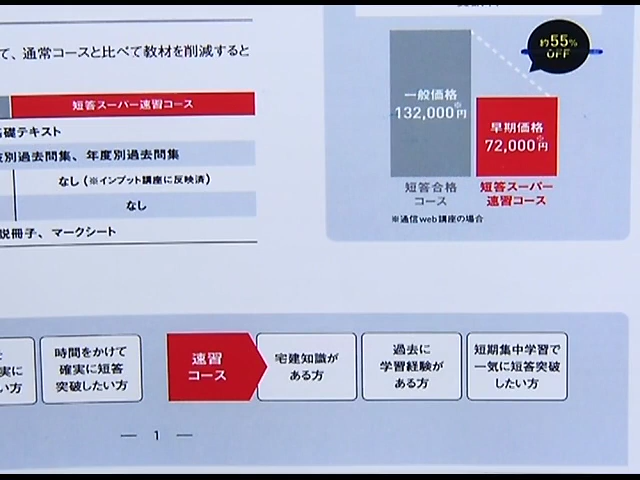 て、通常コースと比べて教材を削減すると
短答スーパー速習コース
礎テキスト
別過去問集、年度別過去問集
なし（※インプット講座に反映済）
なし
説冊子、マークシート
約55%
OFF
一般価格
132,000円※
早期価格
72,000円※
短答合格
コース
短答スーパー
速習コース
※通信web講座の場合
実に
い方
時間をかけて
確実に短答
突破したい方
速習
コース
宅建知識が
ある方
過去に
学習経験が
ある方
短期集中学習で
一気に短答突破
したい方
— 1 —